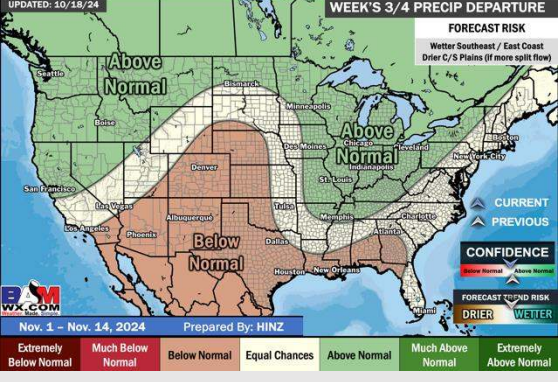 UPDATED: 10/18/24
WEEK'S 3/4 PRECIP DEPARTURE
FORECAST RISK
Wetter Southeast / East Coast
Drier C/S Plains (if more split flow)
Above
Normal
Seattle
Bismarck
Minneapolis
Boise
Above
Normal
Des Moines
Chicago
Cleveland
Boston
Indianapolis
New York City
Denver
St. Louis
San Francisco
Las Vegas
Los Angeles
Phoenix
Albuquerque
Tulsa
Memphis
Charlotte
Atlanta
Below
Normal
Dallas
Houston
New Orleans
Miami
CURRENT
PREVIOUS
CONFIDENCE
Below Normal
Above Normal
FORECAST TREND RISK
DRIER
WETTER
BAM
WX.COM
Weather. Made. Simple.
Nov. 1 – Nov. 14, 2024
Prepared By: HINZ
Extremely Below Normal
Much Below Normal
Below Normal
Equal Chances
Above Normal
Much Above Normal
Extremely Above Normal